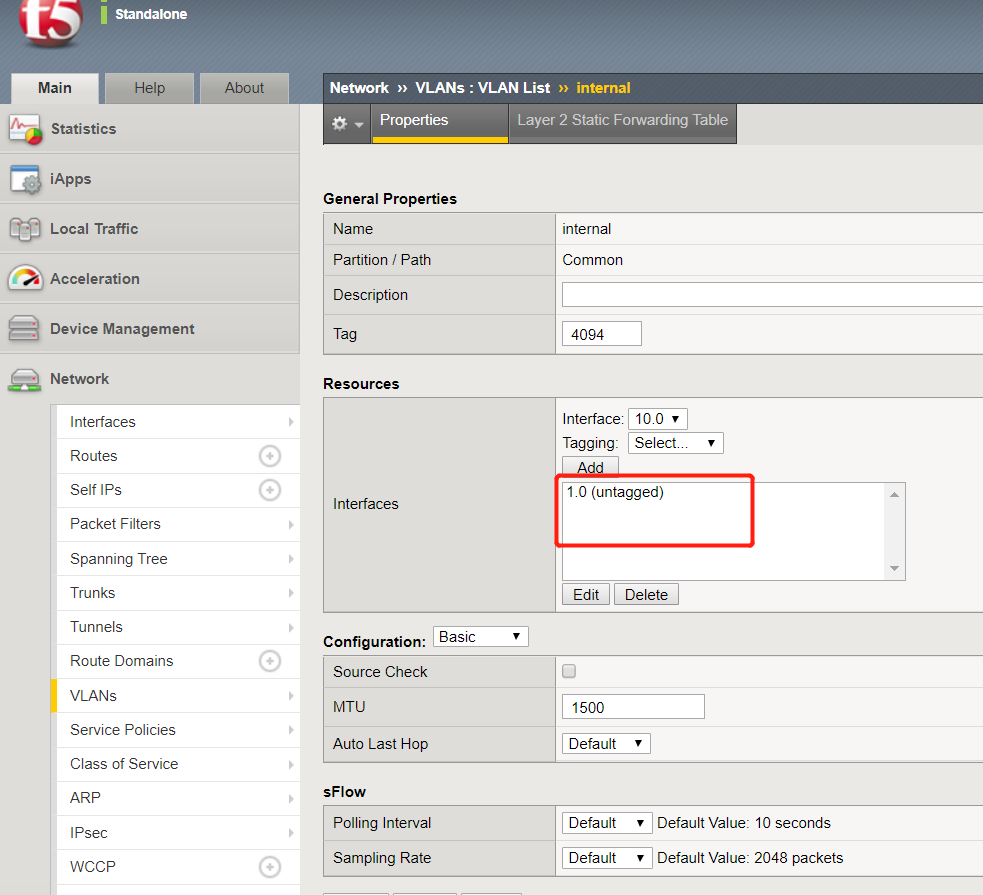 f5
Standalone
Main
Help
About
Statistics
iApps
Local Traffic
Acceleration
Device Management
Network
Interfaces
Routes
Self IPs
Packet Filters
Spanning Tree
Trunks
Tunnels
Route Domains
VLANs
Service Policies
Class of Service
ARP
IPsec
WCCP
Network ›› VLANs : VLAN List ›› internal
Properties
Layer 2 Static Forwarding Table
General Properties
Name internal
Partition / Path Common
Description
Tag 4094
Resources
Interfaces
Interface: 10.0
Tagging: Select...
Add
1.0 (untagged)
Edit Delete
Configuration: Basic
Source Check
MTU 1500
Auto Last Hop Default
sFlow
Polling Interval Default Default Value: 10 seconds
Sampling Rate Default Default Value: 2048 packets